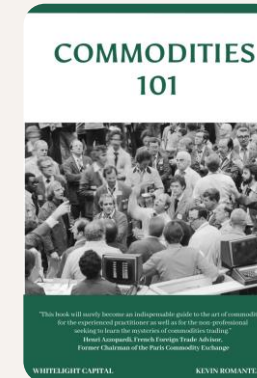 COMMODITIES
101
"This book will surely become an indispensable guide to the art of commodit
for the experienced practitioner as well as for the non-professional
seeking to learn the mysteries of commodities trading."
Henri Azoquedi, French Foreign Trade Advisor,
Former Chairman of the Paris Commodity Exchange
WHITELIGHT CAPITAL
KEVIN ROMANTE